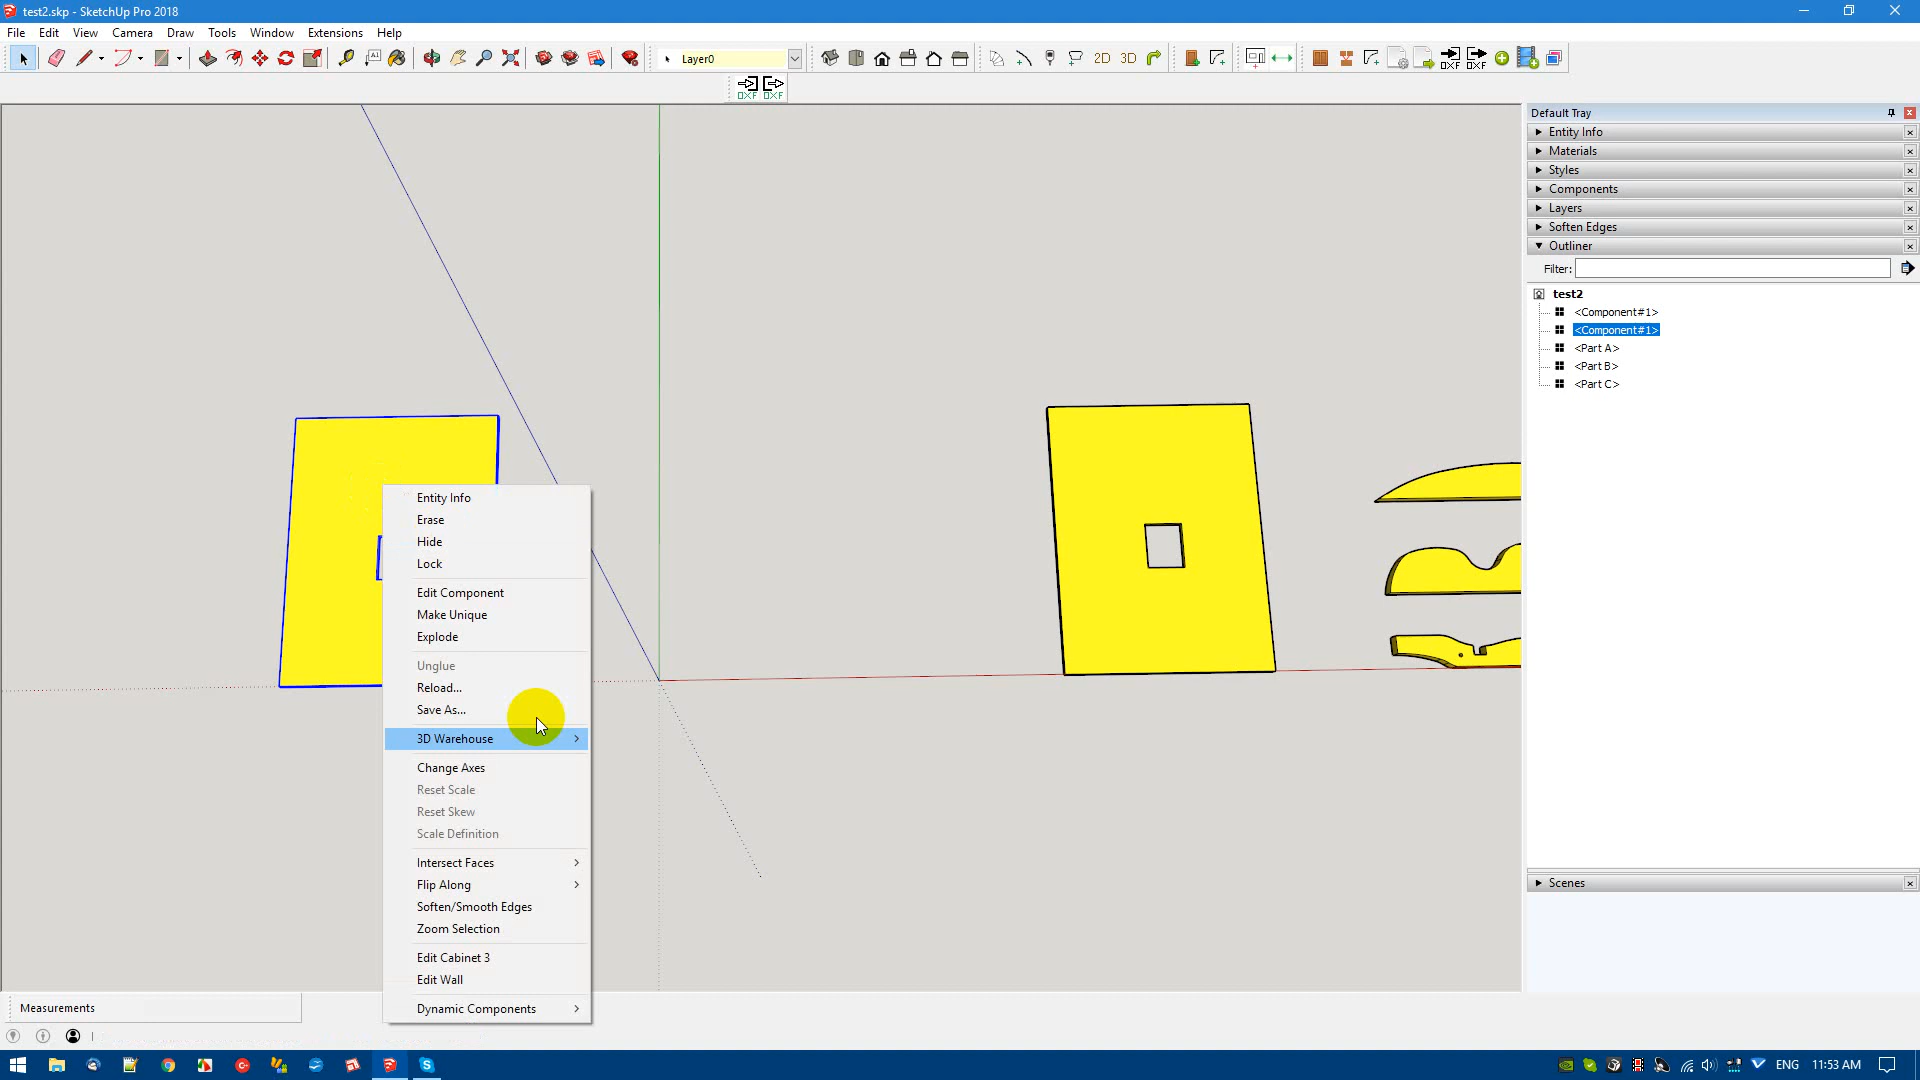 test2.skp - SketchUp Pro 2018
File Edit View Camera Draw Tools Window Extensions Help
Layer0
2D 3D
DXF DXF
DXF DXF
Default Tray
Entity Info
Materials
Styles
Components
Layers
Soften Edges
Outliner
Filter:
test2
<Component#1>
<Component#1>
<Part A>
<Part B>
<Part C>
Scenes
Entity Info
Erase
Hide
Lock
Edit Component
Make Unique
Explode
Unglue
Reload...
Save As...
3D Warehouse
Change Axes
Reset Scale
Reset Skew
Scale Definition
Intersect Faces
Flip Along
Soften/Smooth Edges
Zoom Selection
Edit Cabinet 3
Edit Wall
Dynamic Components
Measurements
ENG 11:53 AM